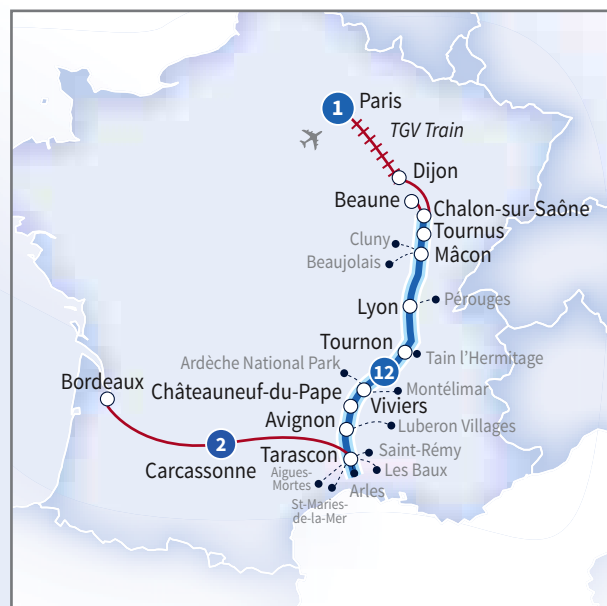 1
Paris
TGV Train
Dijon
Beaune
Chalon-sur-Saône
Tournus
Cluny
Mâcon
Beaujolais
Lyon
Pérouges
Tournon
Tain l’Hermitage
Ardèche National Park
12
Bordeaux
Châteauneuf-du-Pape
Montélimar
Viviers
Avignon
Luberon Villages
2
Carcassonne
Tarascon
Saint-Rémy
Les Baux
Aigues-
Mortes
Arles
St-Maries-
de-la-Mer